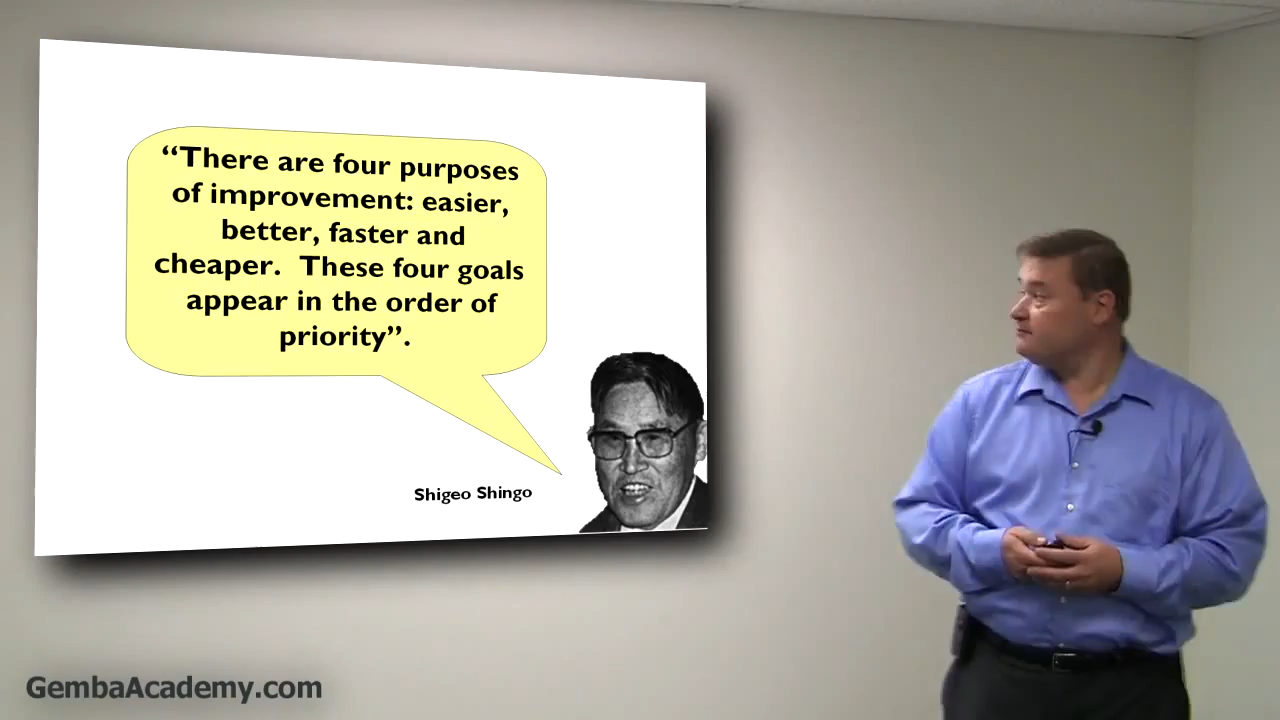 “There are four purposes
of improvement: easier,
better, faster and
cheaper.  These four goals
appear in the order of
priority”.
Shigeo Shingo
GembaAcademy.com